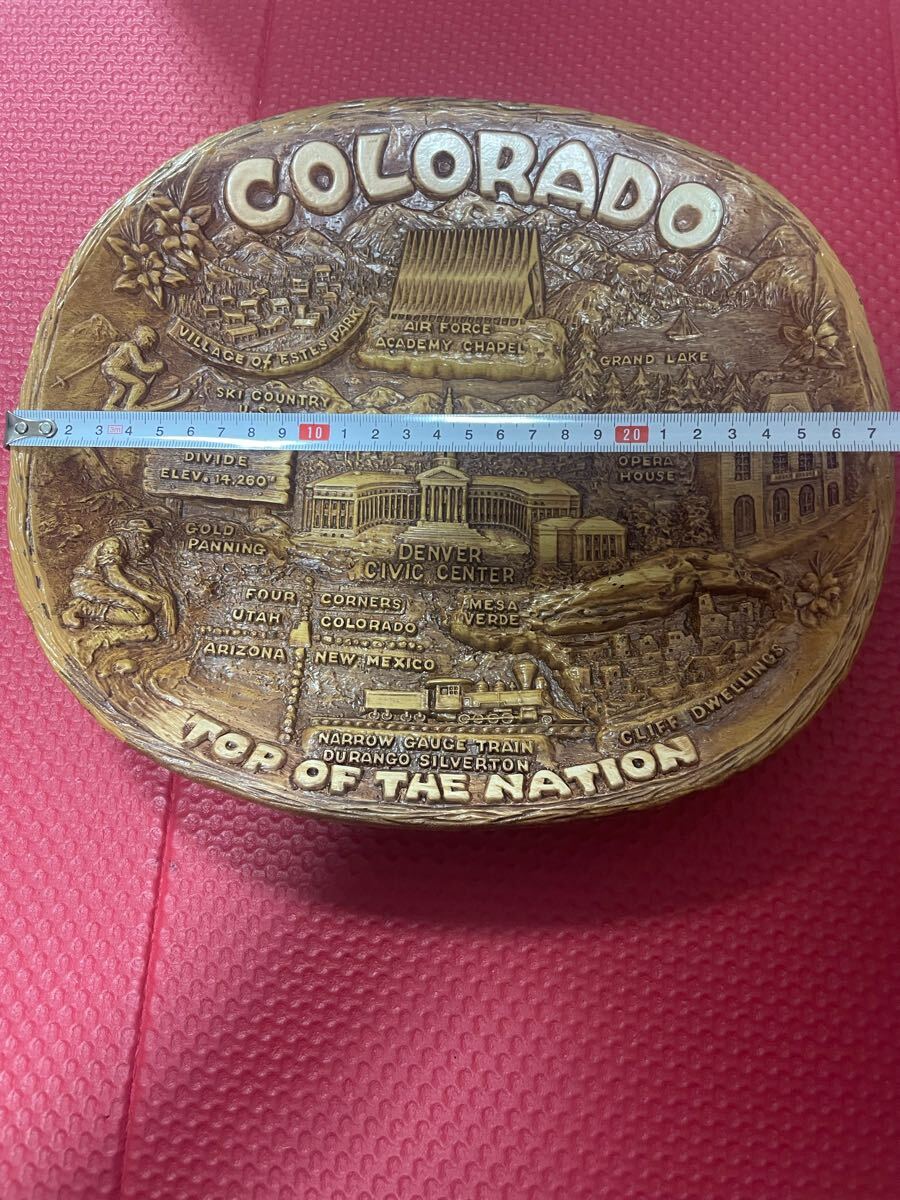 COLORADO
VILLAGE OF ESTES PARK
AIR FORCE
ACADEMY CHAPEL
GRAND LAKE
SKI COUNTRY
U.S.A.
2 3 3m 4 5 6 7 8 9 10 1 2 3 4 5 6 7 8 9 20 1 2 3 4 5 6 7
DIVIDE
ELEV. 14,260"
OPERA
HOUSE
GOLD
PANNING
DENVER
CIVIC CENTER
FOUR CORNERS
UTAH COLORADO
ARIZONA NEW MEXICO
MESA
VERDE
CLIFF DWELLINGS
NARROW GAUGE TRAIN
DURANGO SILVERTON
TOP OF THE NATION